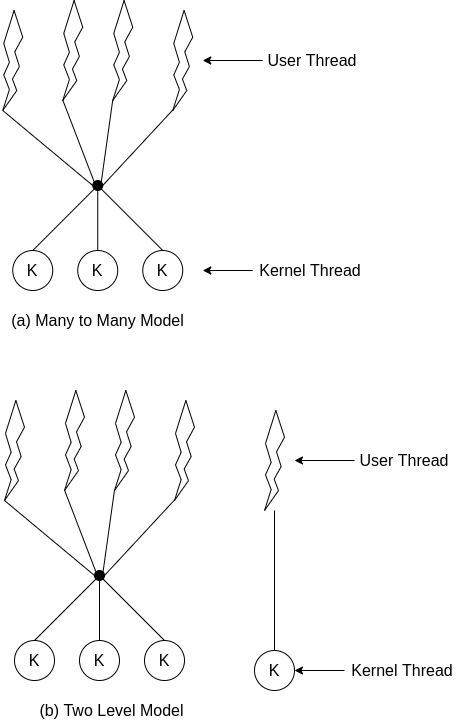 User Thread
K K K
Kernel Thread
(a) Many to Many Model
User Thread
K K K K
Kernel Thread
(b) Two Level Model